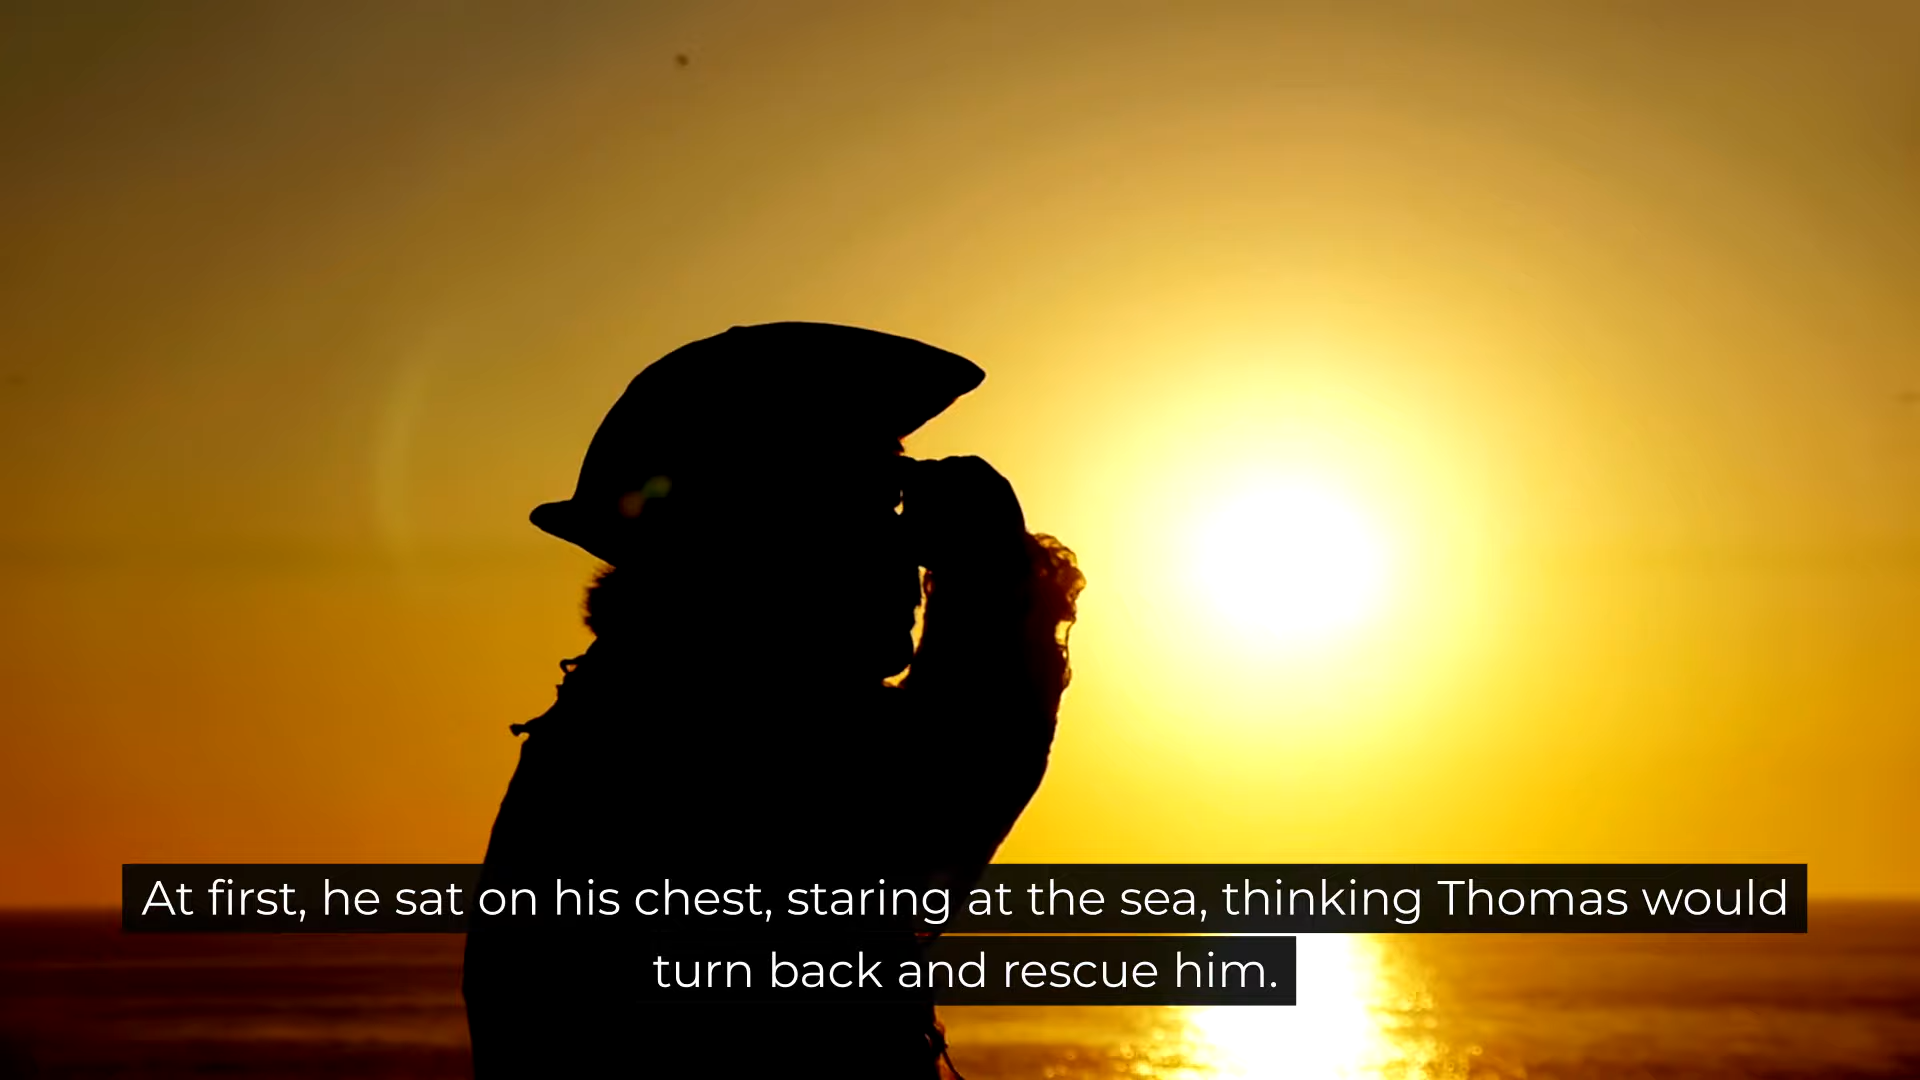 At first, he sat on his chest, staring at the sea, thinking Thomas would
turn back and rescue him.